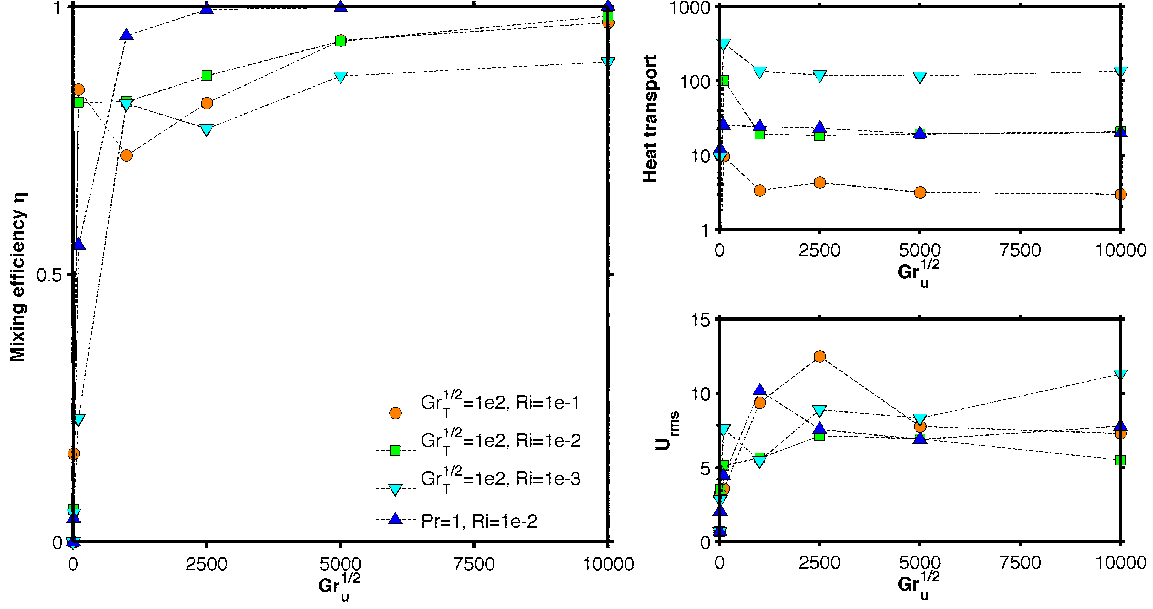 1
0.5
0
0 2500 5000 7500 10000
Mixing efficiency η
Gr_u^{1/2}
Gr_T^{1/2}=1e2, Ri=1e-1
Gr_T^{1/2}=1e2, Ri=1e-2
Gr_T^{1/2}=1e2, Ri=1e-3
Pr=1, Ri=1e-2
1000
100
10
1
0 2500 5000 7500 10000
Heat transport
Gr_u^{1/2}
15
10
5
0
0 2500 5000 7500 10000
U_rms
Gr_u^{1/2}